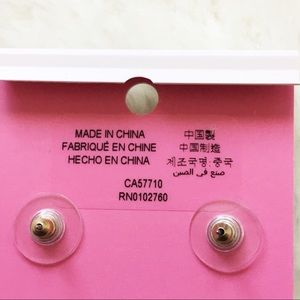 MADE IN CHINA
FABRIQUÉ EN CHINE
HECHO EN CHINA
中国製
中国制造
제조국명:중국
صنع في الصين
CA57710
RN0102760